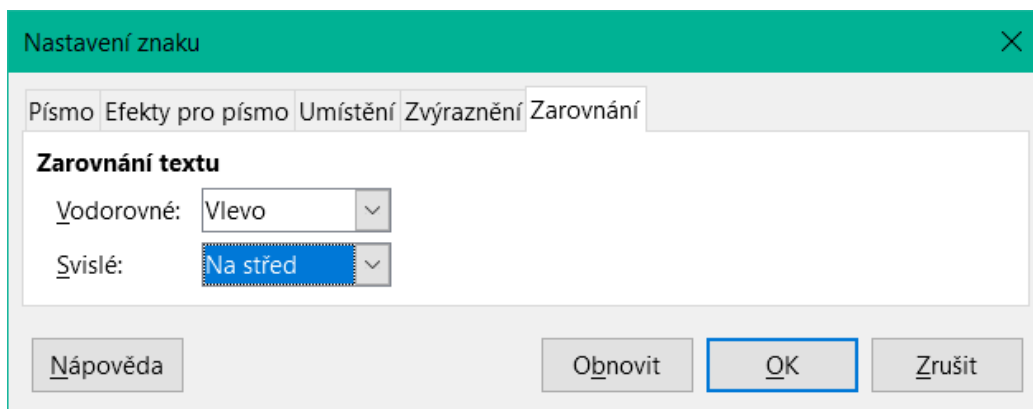 Nastavení znaku
Písmo Efekty pro písmo Umístění Zvýraznění Zarovnání
Zarovnání textu
Vodorovné: Vlevo
Svislé: Na střed
Nápověda Obnovit OK Zrušit